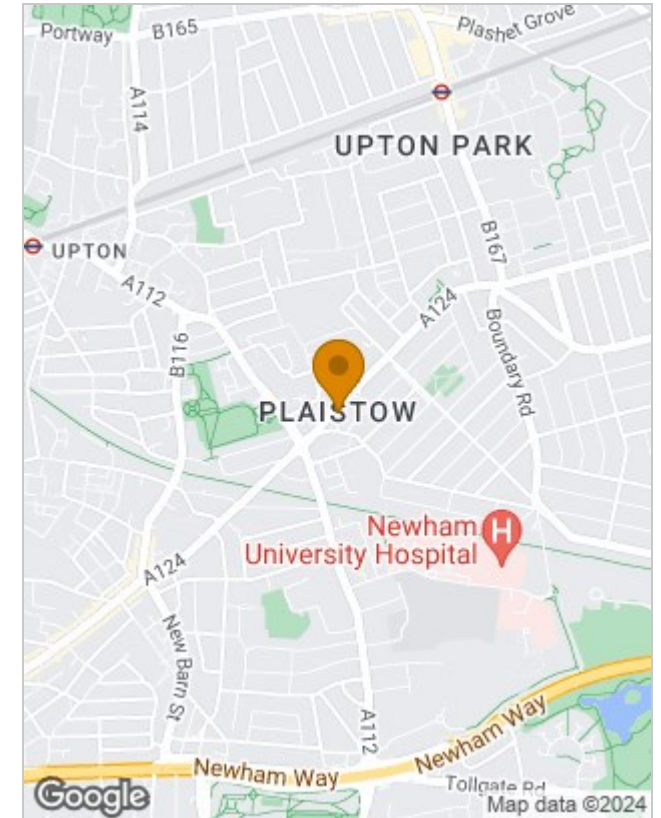 Plashet Grove
Portway
B165
A114
UPTON PARK
B167
UPTON
A112
A124
B116
Boundary Rd
PLAISTOW
Newham
University Hospital
H
A124
New Barn St
A112
Newham Way
Newham Way
Tollgate Rd
Google
Map data ©2024